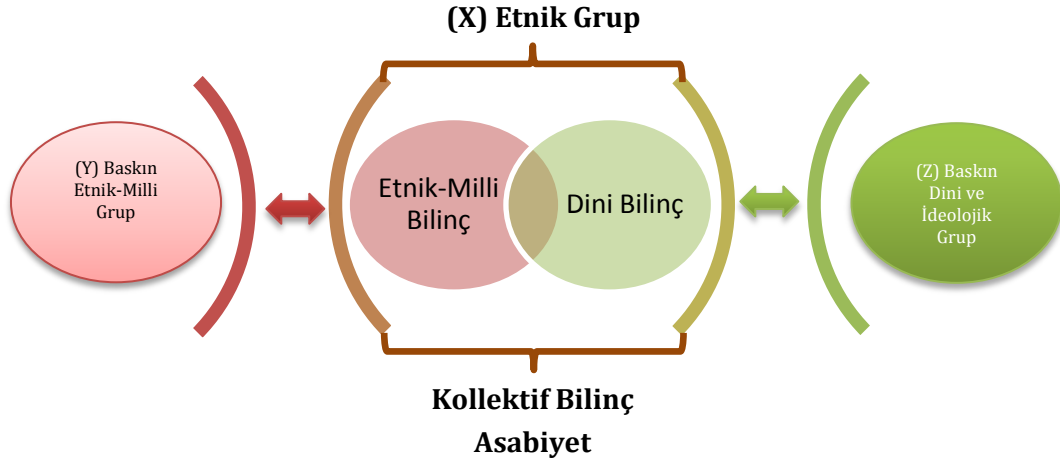 (X) Etnik Grup
(Y) Baskın
Etnik-Milli
Grup
Etnik-Milli
Bilinç
Dini Bilinç
(Z) Baskın
Dini ve
İdeolojik
Grup
Kollektif Bilinç
Asabiyet